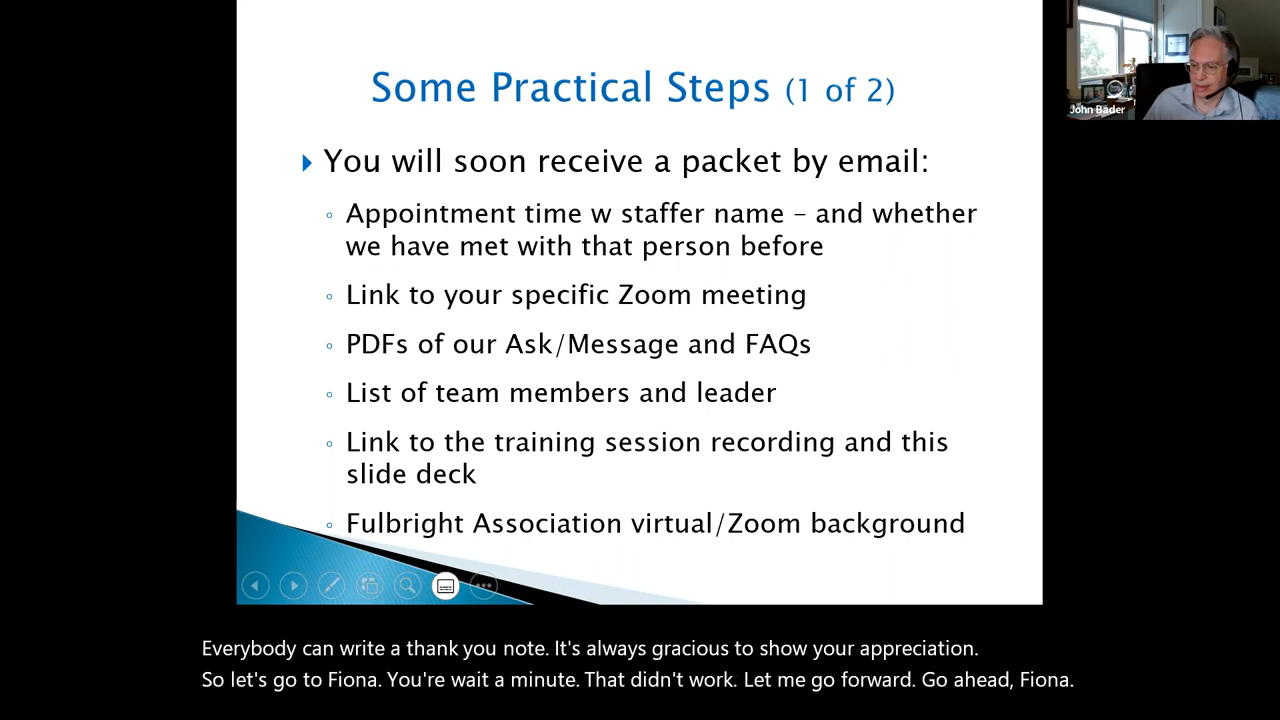 Some Practical Steps (1 of 2)
You will soon receive a packet by email:
Appointment time w staffer name – and whether
we have met with that person before
Link to your specific Zoom meeting
PDFs of our Ask/Message and FAQs
List of team members and leader
Link to the training session recording and this
slide deck
Fulbright Association virtual/Zoom background
John Bader
Everybody can write a thank you note. It's always gracious to show your appreciation.
So let's go to Fiona. You're wait a minute. That didn't work. Let me go forward. Go ahead, Fiona.